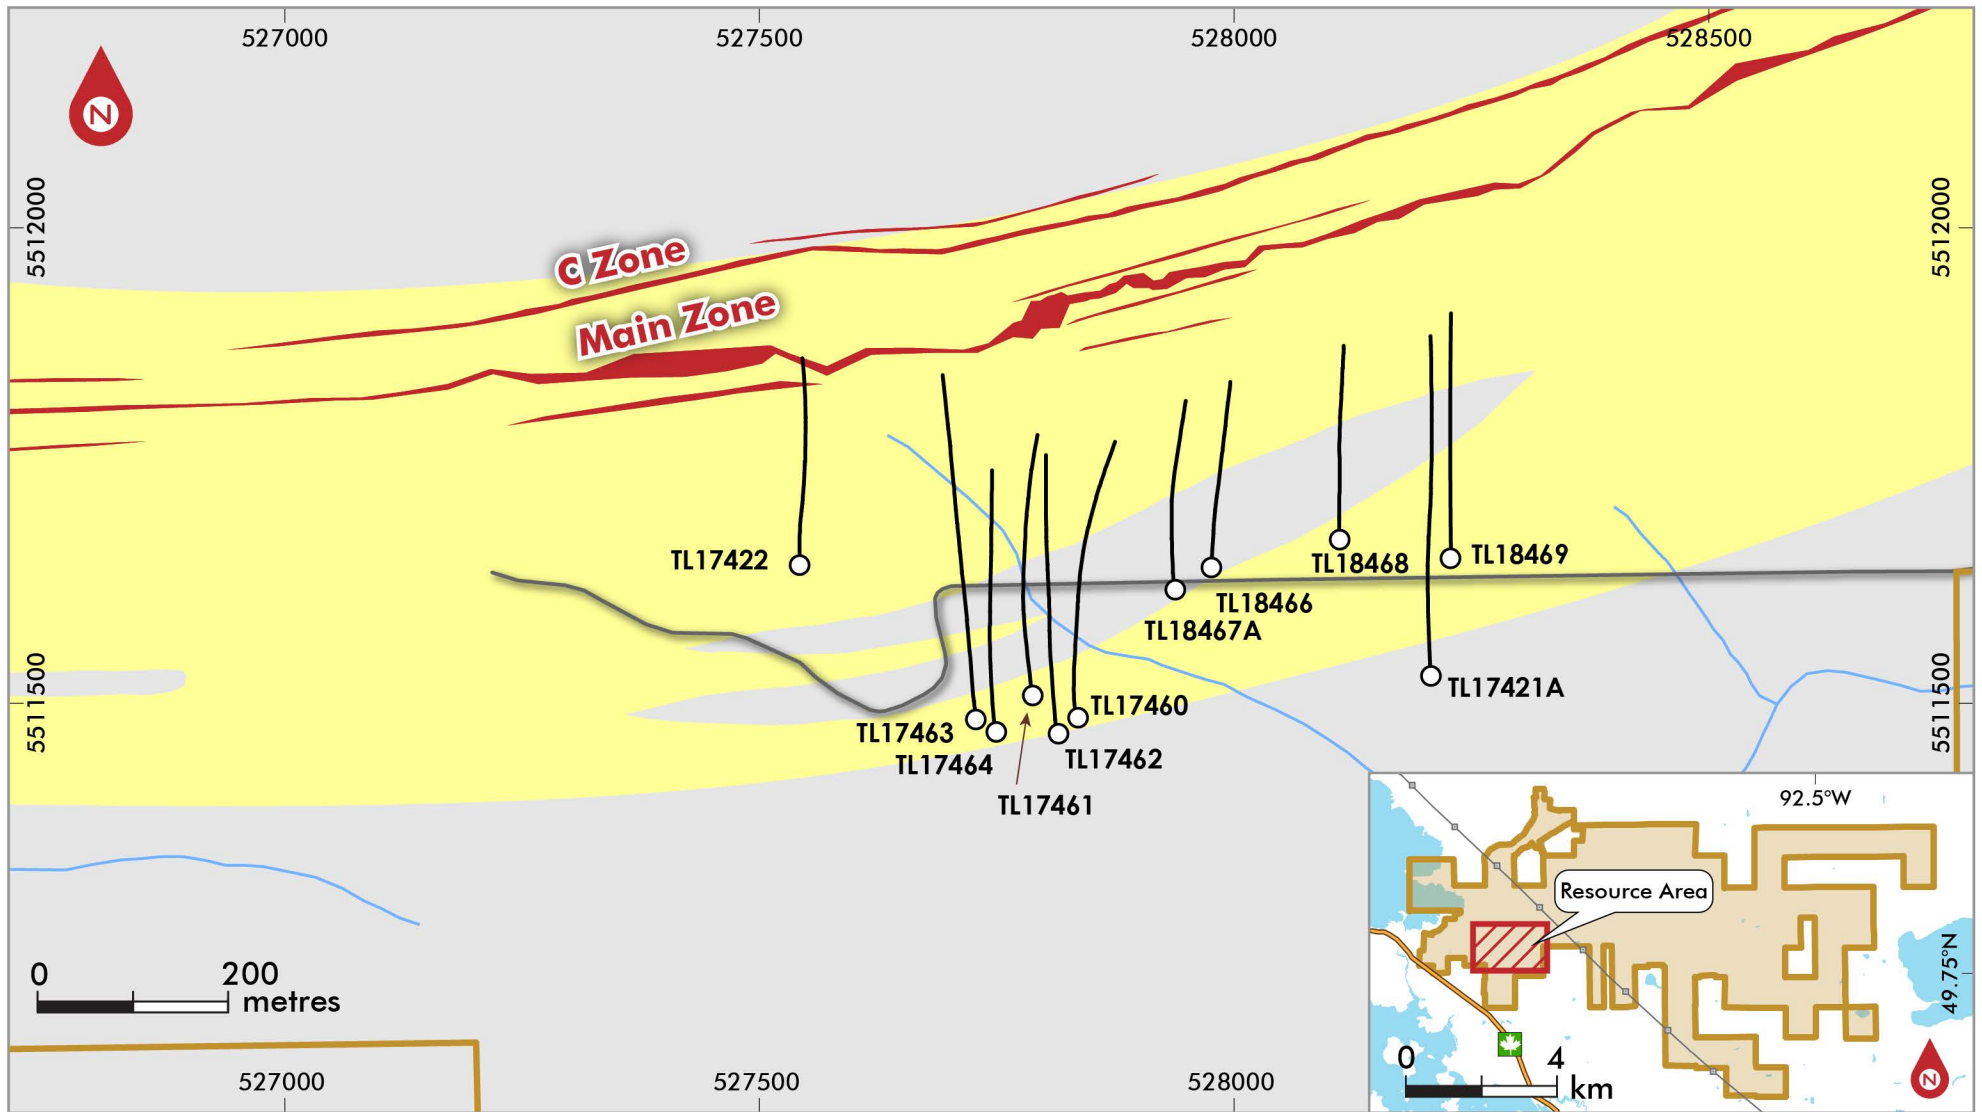 527000
527500
528000
528500
N
5512000
5512000
C Zone
Main Zone
TL17422
TL18468
TL18469
TL18466
TL18467A
TL17421A
5511500
5511500
TL17463
TL17460
TL17464
TL17462
TL17461
0 200
metres
527000
527500
528000
92.5°W
Resource Area
49.75°N
0 4
km
N